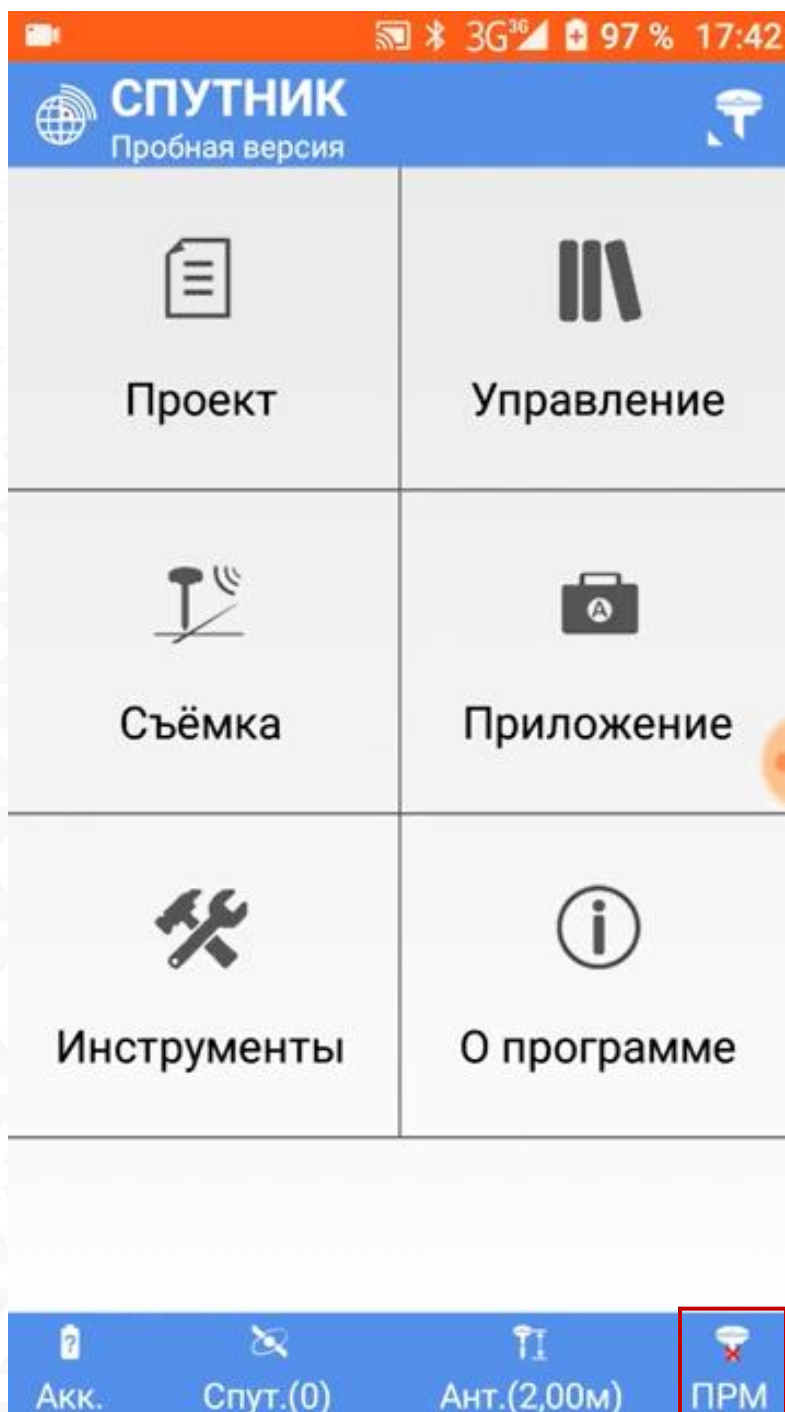 3G 3G 97 % 17:42
СПУТНИК
Пробная версия
Проект
Управление
Съёмка
A
Приложение
Инструменты
О программе
?
Акк.
Спут.(0)
Ант.(2,00м)
ПРМ